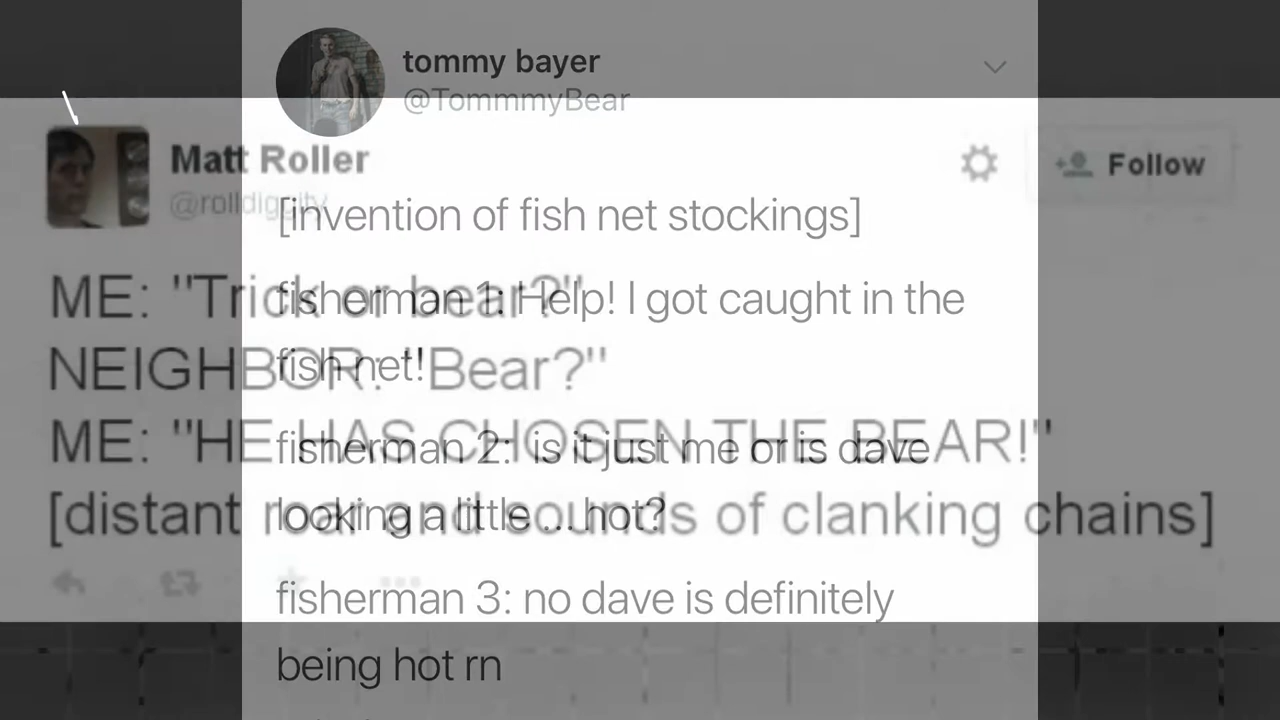 tommy bayer
@TommmyBear
[invention of fish net stockings]
fisherman 1: Help! I got caught in the
fish net!
fisherman 2: is it just me or is dave
looking a little ... hot?
fisherman 3: no dave is definitely
being hot rn
Matt Roller
@rolldiggity
Follow
ME: "Trick or bear?"
NEIGHBOR: "Bear?"
ME: "HE HAS CHOSEN THE BEAR!"
[distant roar and sounds of clanking chains]